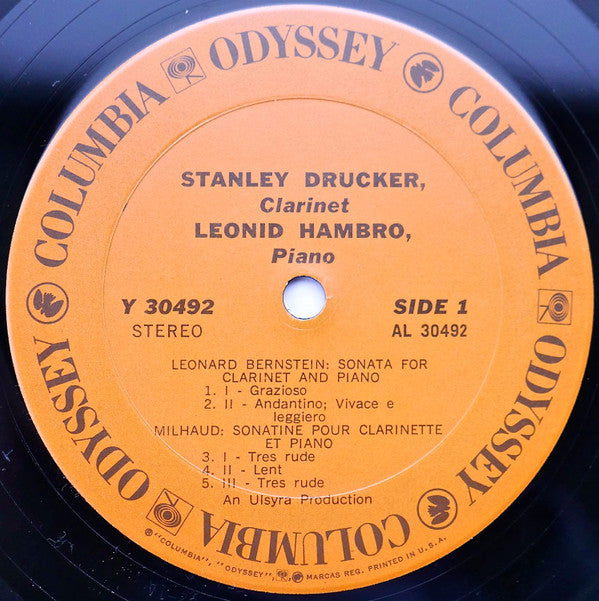 COLUMBIA ODYSSEY COLUMBIA ODYSSEY COLUMBIA ODYSSEY
STANLEY DRUCKER,
Clarinet
LEONID HAMBRO,
Piano
Y 30492 SIDE 1
STEREO AL 30492
LEONARD BERNSTEIN: SONATA FOR
CLARINET AND PIANO
1. I - Grazioso
2. II - Andantino; Vivace e
leggiero
MILHAUD: SONATINE POUR CLARINETTE
ET PIANO
3. I - Tres rude
4. II - Lent
5. III - Tres rude
An Ulsyra Production
℗ "COLUMBIA", "ODYSSEY", MARCAS REG. PRINTED IN U.S.A.